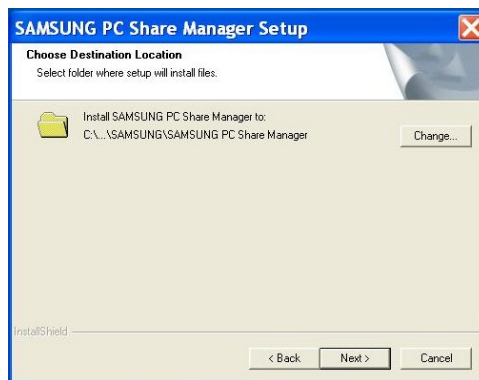 SAMSUNG PC Share Manager Setup
Choose Destination Location
Select folder where setup will install files.
Install SAMSUNG PC Share Manager to:
C:\...\SAMSUNG\SAMSUNG PC Share Manager
Change...
InstallShield
< Back
Next >
Cancel